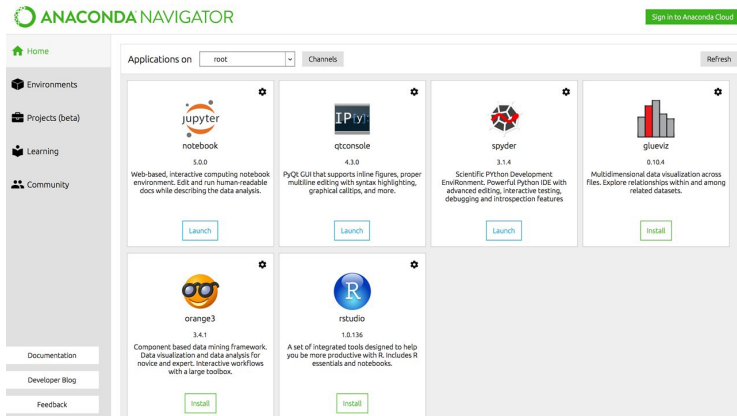 ANACONDA NAVIGATOR
Sign in to Anaconda Cloud
Home
Environments
Projects (beta)
Learning
Community
Documentation
Developer Blog
Feedback
Applications on root Channels Refresh
jupyter
notebook
5.0.0
Web-based, interactive computing notebook
environment. Edit and run human-readable
docs while describing the data analysis.
Launch
IP[y]:
qtconsole
4.3.0
PyQt GUI that supports inline figures, proper
multiline editing with syntax highlighting,
graphical calltips, and more.
Launch
spyder
3.1.4
Scientific PYthon Development
EnviRonment. Powerful Python IDE with
advanced editing, interactive testing,
debugging and introspection features
Launch
glueviz
0.10.4
Multidimensional data visualization across
files. Explore relationships within and among
related datasets.
Install
orange3
3.4.1
Component based data mining framework.
Data visualization and data analysis for
novice and expert. Interactive workflows
with a large toolbox.
Install
R
rstudio
1.0.136
A set of integrated tools designed to help
you be more productive with R. Includes R
essentials and notebooks.
Install